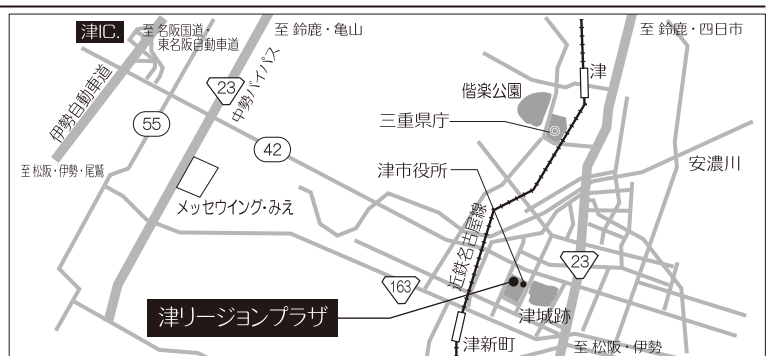 津IC.
至 名阪国道・
東名阪自動車道
至 鈴鹿・亀山
至 鈴鹿・四日市
23
中勢バイパス
伊勢自動車道
津
偕楽公園
三重県庁
55
42
安濃川
津市役所
至 松阪・伊勢・尾鷲
メッセウイング・みえ
近鉄名古屋線
23
163
津リージョンプラザ
津城跡
津新町
至 松阪・伊勢